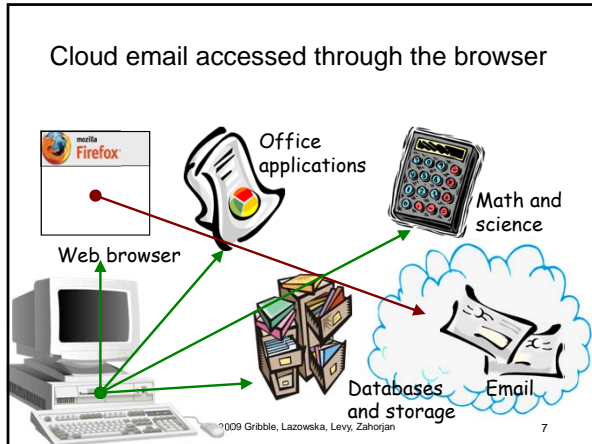 Cloud email accessed through the browser
mozilla
Firefox
Office
applications
Math and
science
Web browser
Databases
and storage
Email
2009 Gribble, Lazowska, Levy, Zahorjan
7